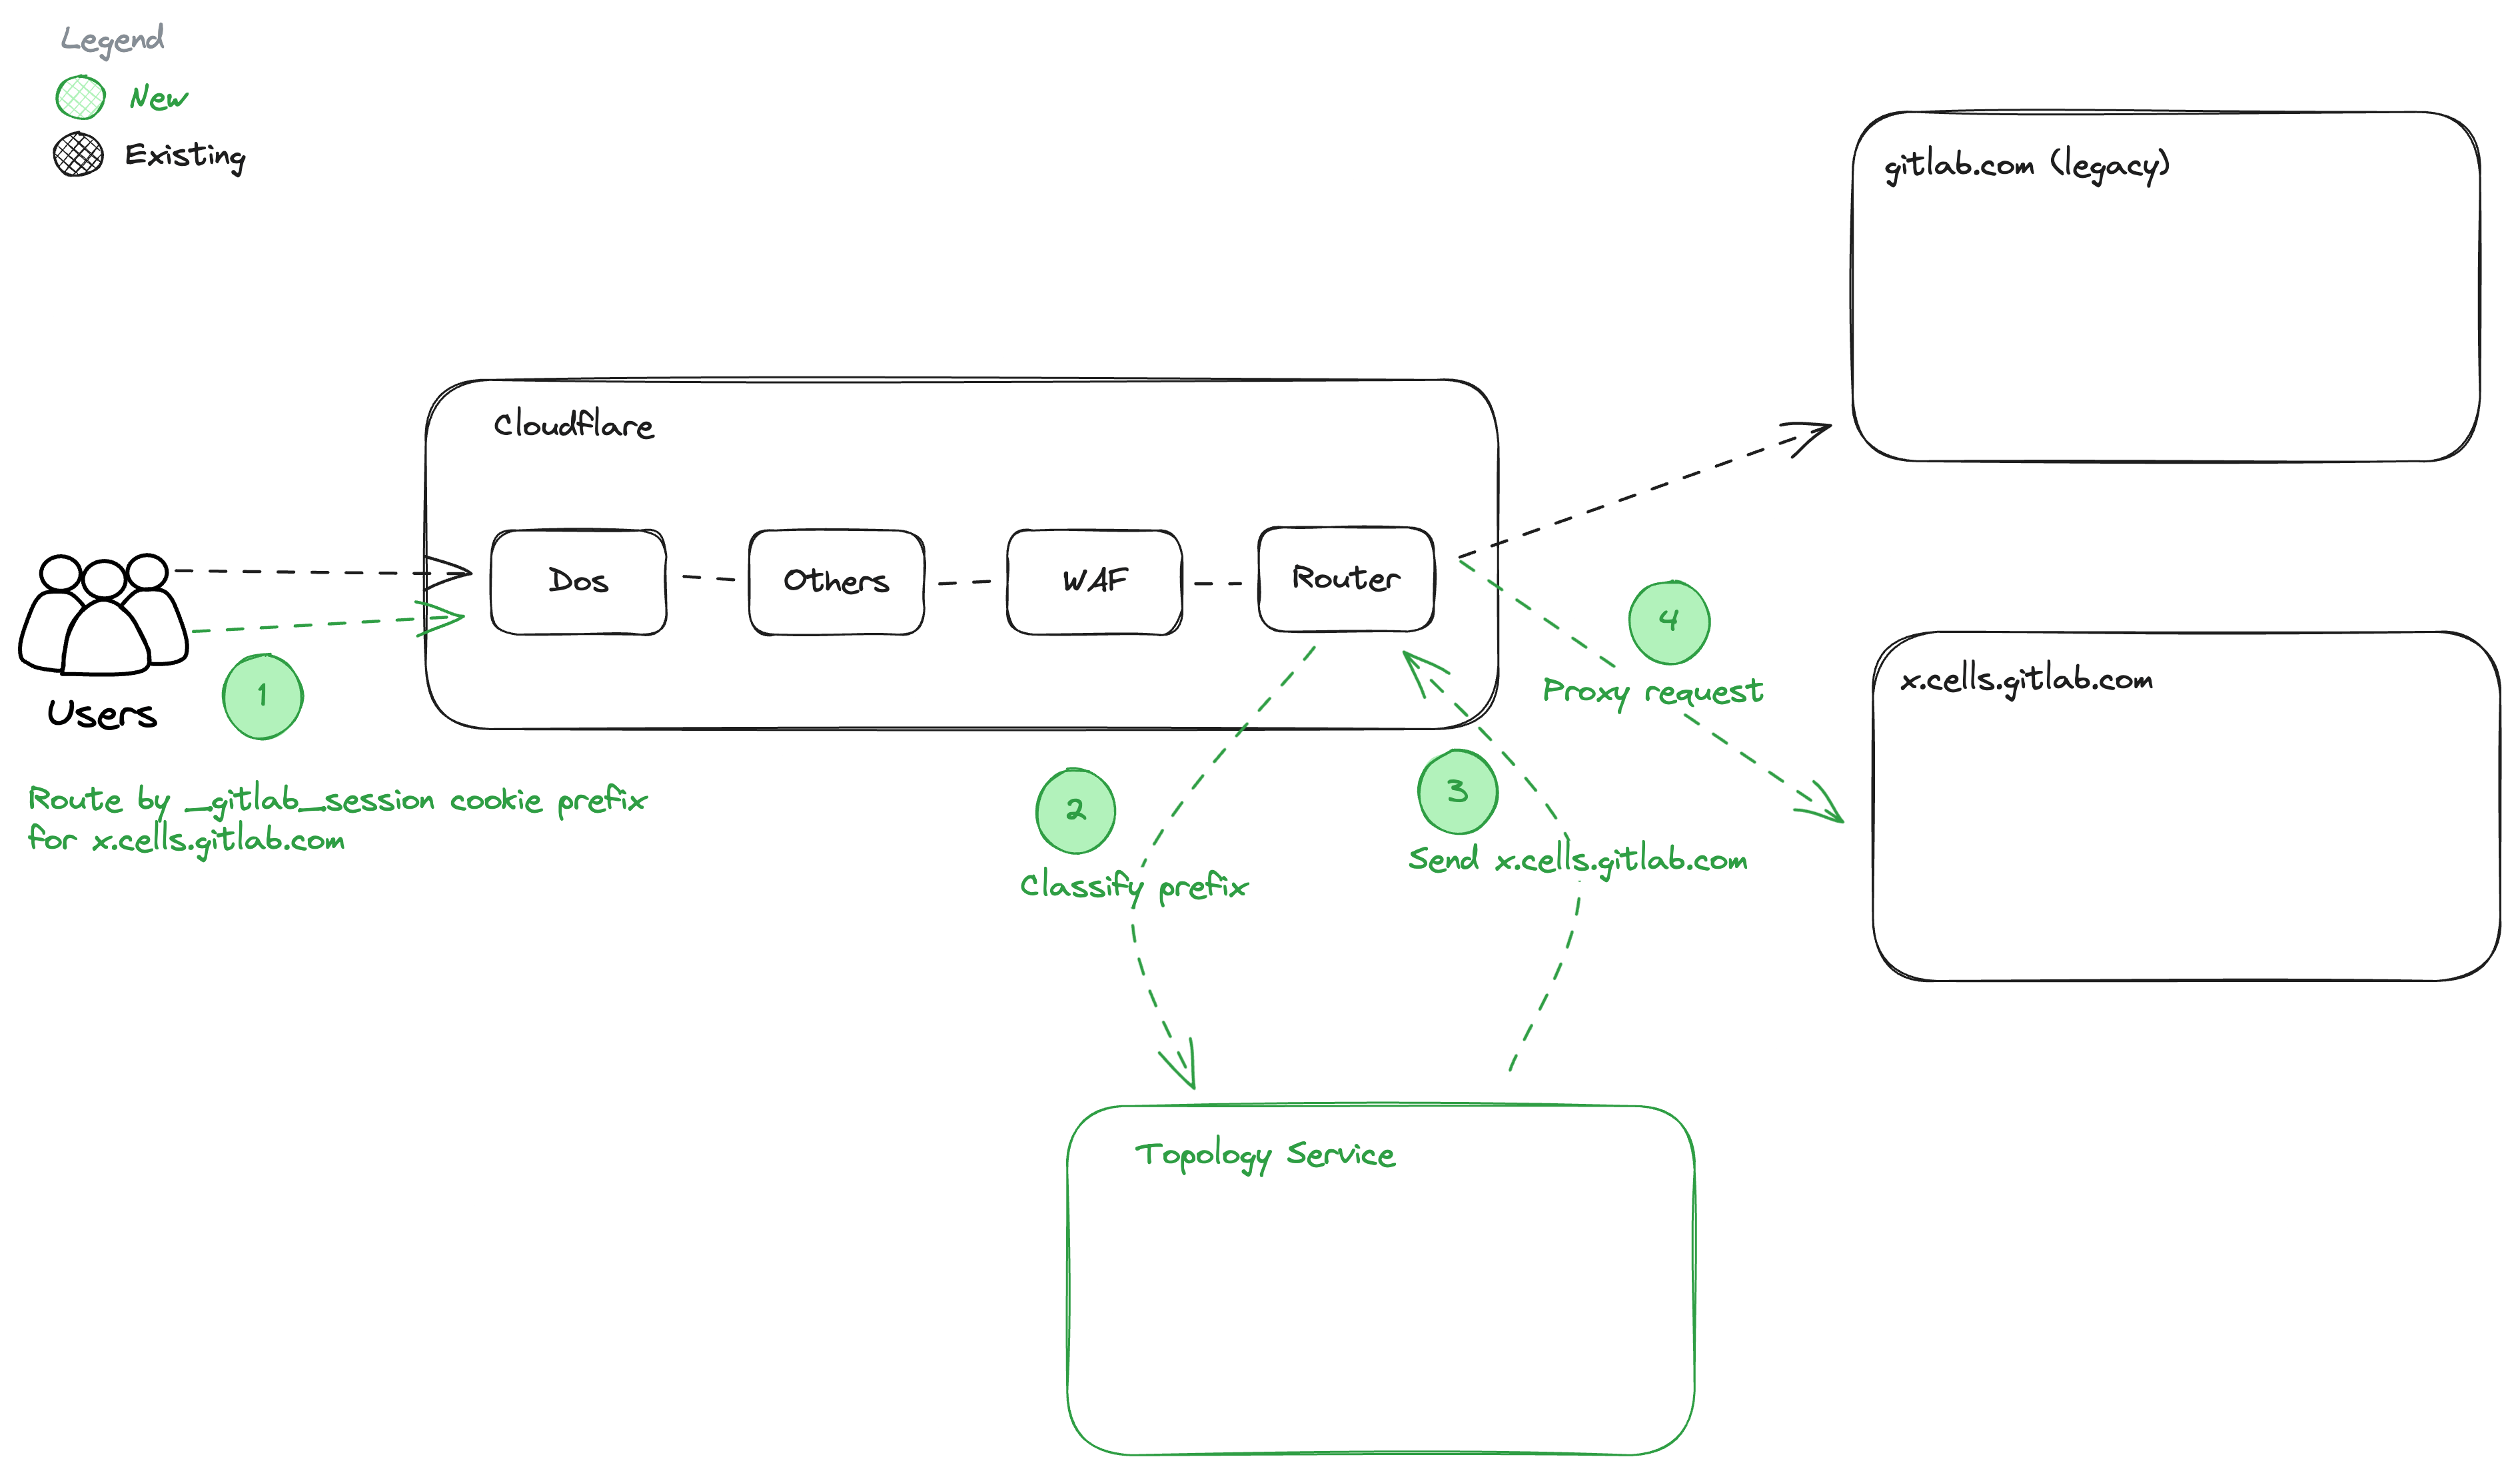 Legend
New
Existing
gitlab.com (legacy)
Cloudflare
Dos
Others
WAF
Router
4
x.cells.gitlab.com
Proxy request
1
Users
Route by _gitlab_session cookie prefix
for x.cells.gitlab.com
2
3
Classify prefix
Send x.cells.gitlab.com
Topology Service